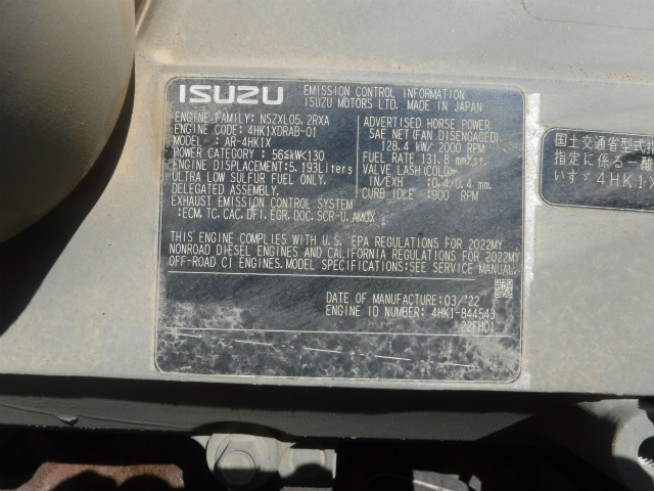 ISUZU EMISSION CONTROL INFORMATION
ISUZU MOTORS LTD. MADE IN JAPAN
ENGINE FAMILY: NSZXL05.2RXA
ENGINE CODE: 4HK1XDRA8-01
MODEL : AR-4HK1X
POWER CATEGORY : 56≤kW<130
ENGINE DISPLACEMENT:5.193Liters
ULTRA LOW SULFUR FUEL ONLY.
DELEGATED ASSEMBLY.
EXHAUST EMISSION CONTROL SYSTEM
:ECM, TC, CAC, DFI, EGR, DOC, SCR-U, AMOX
ADVERTISED HORSE POWER
SAE NET(FAN DISENGAGED)
128.4 kW/ 2000 RPM
FUEL RATE :131.8 mm³/st.
VALVE LASH(COLD)
IN/EXH :0.4/0.4 mm.
CURB IDLE :900 RPM
THIS ENGINE COMPLIES WITH U.S. EPA REGULATIONS FOR 2022MY
NONROAD DIESEL ENGINES AND CALIFORNIA REGULATIONS FOR 2022MY
OFF-ROAD CI ENGINES. MODEL SPECIFICATIONS:SEE SERVICE MANUAL.
DATE OF MANUFACTURE:03/'22
ENGINE ID NUMBER: 4HK1-844543
22FH01
国土交通省型式指
指定に係る一酸
いすゞ4HK1X